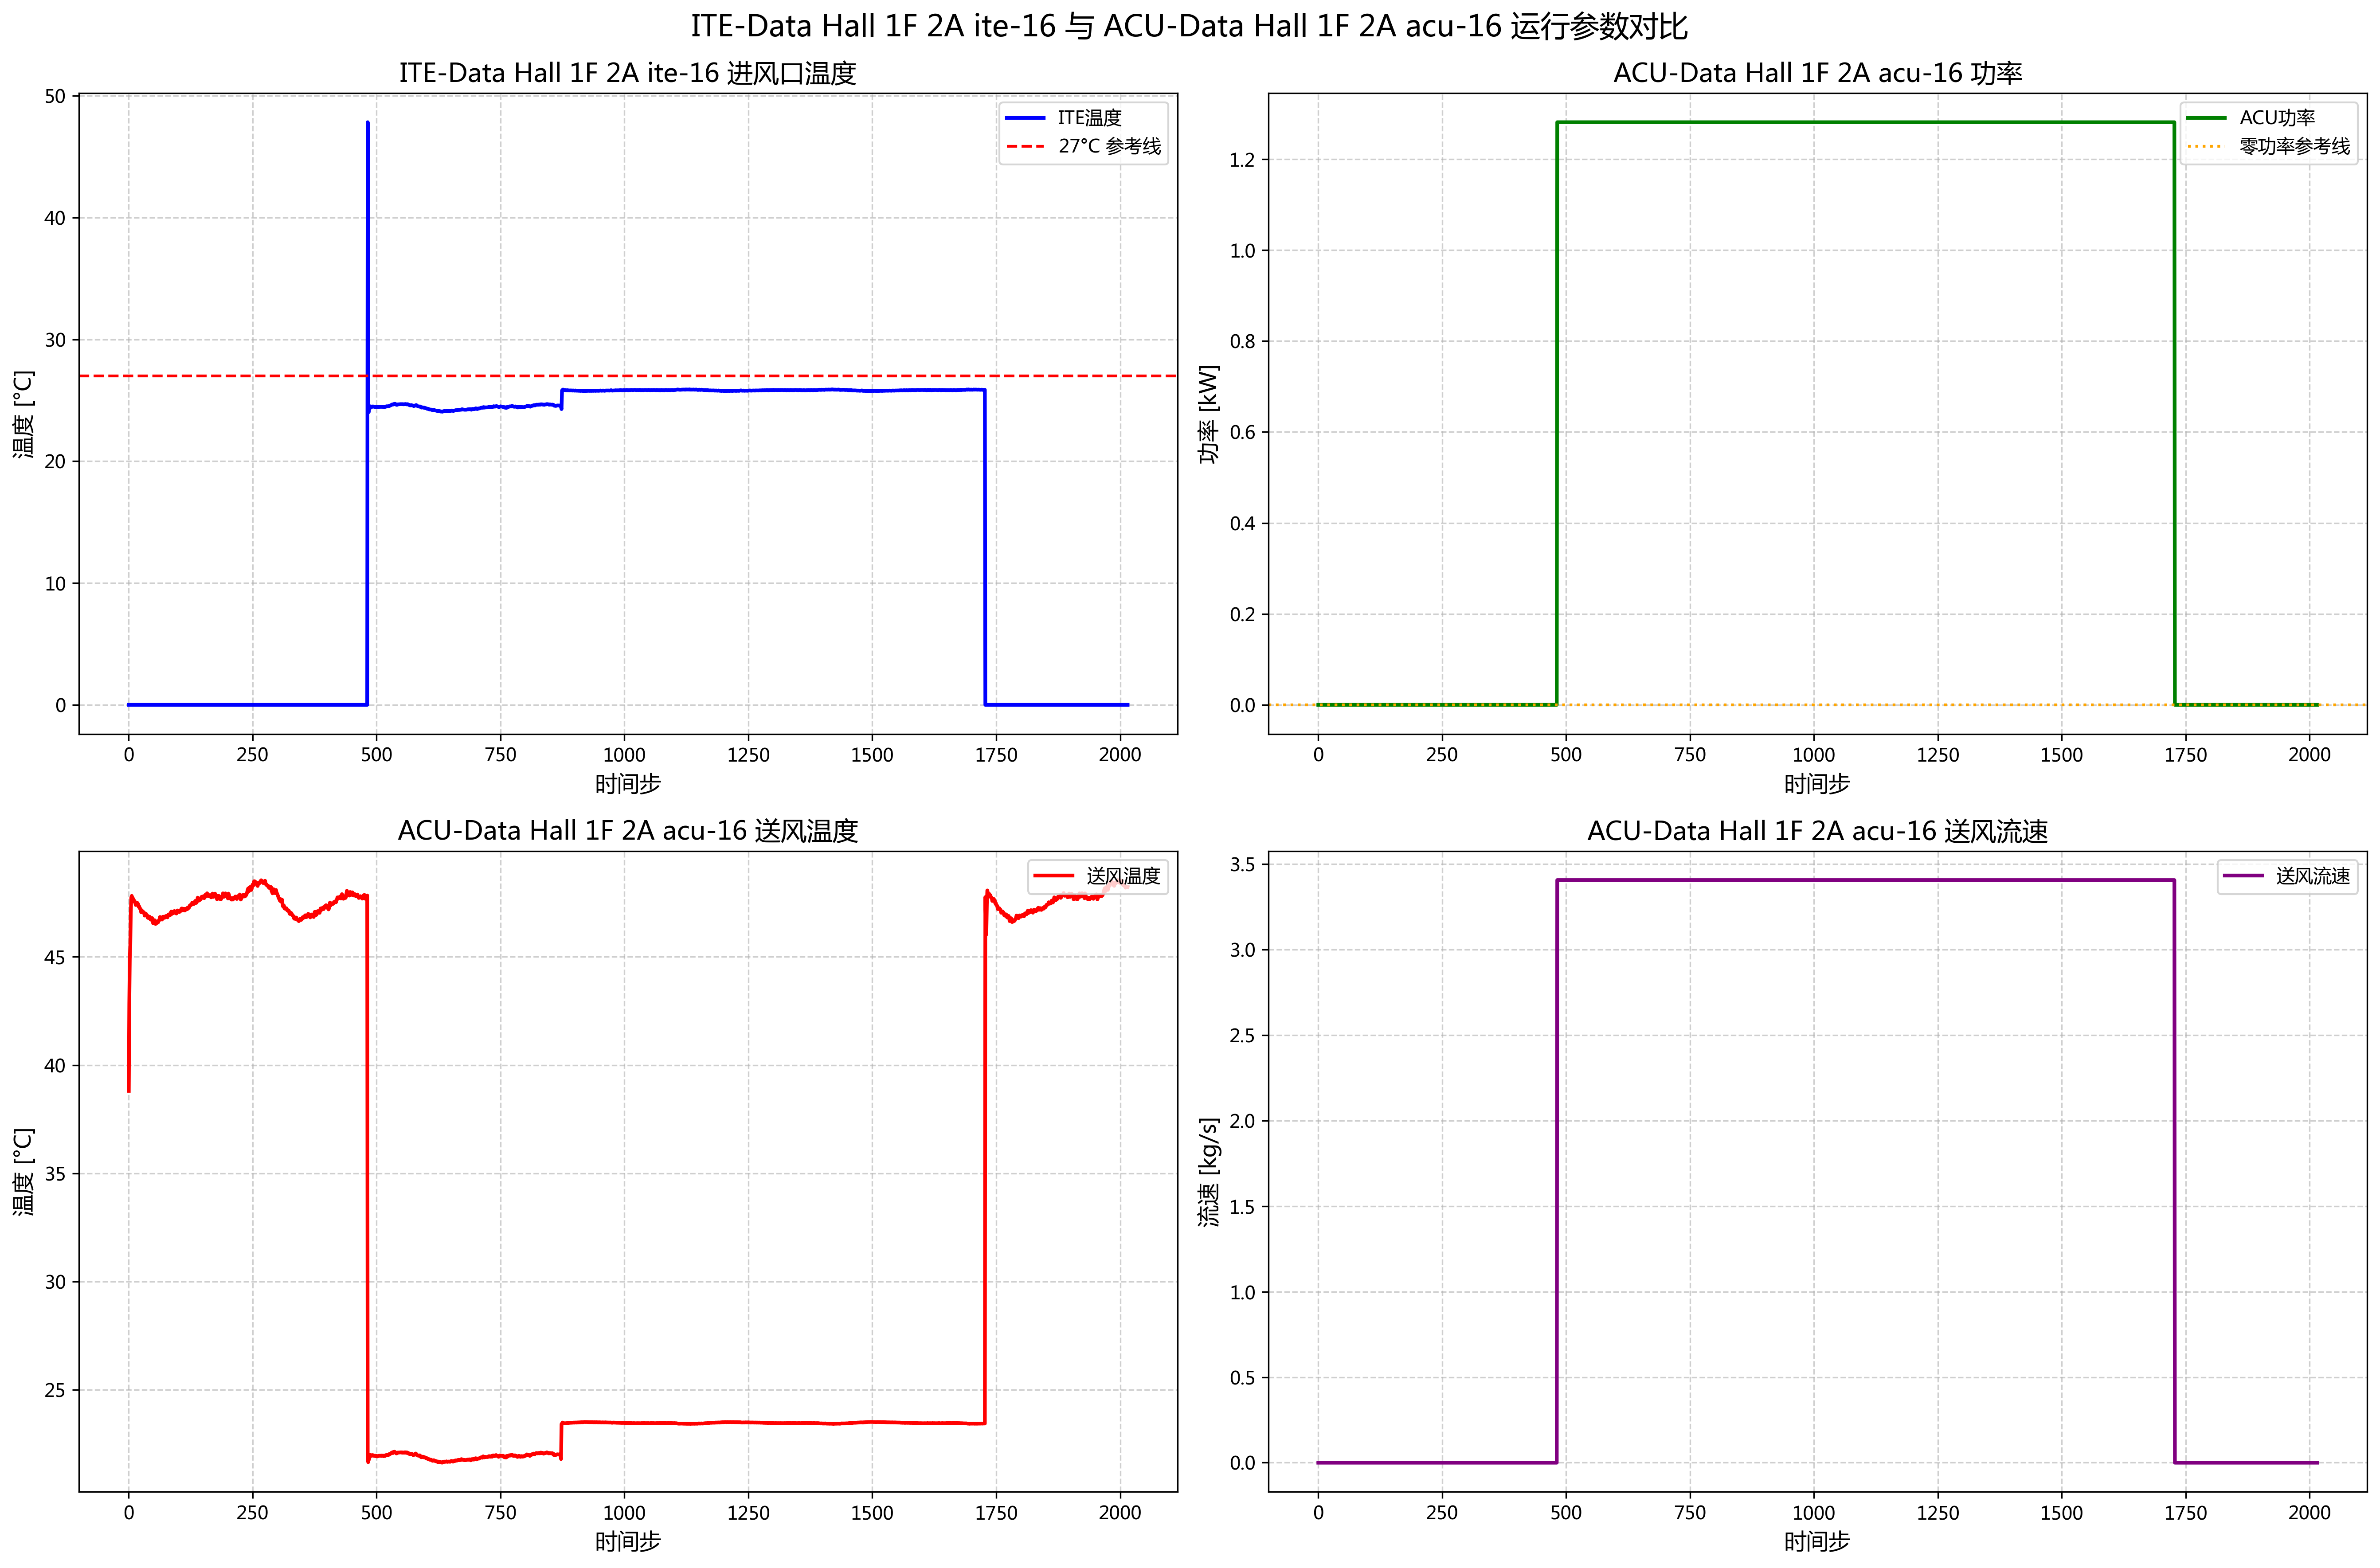 ITE-Data Hall 1F 2A ite-16 与 ACU-Data Hall 1F 2A acu-16 运行参数对比
ITE-Data Hall 1F 2A ite-16 进风口温度
ITE温度
27°C 参考线
温度 [°C]
50
40
30
20
10
0
0 250 500 750 1000 1250 1500 1750 2000
时间步
ACU-Data Hall 1F 2A acu-16 功率
ACU功率
零功率参考线
功率 [kW]
1.2
1.0
0.8
0.6
0.4
0.2
0.0
0 250 500 750 1000 1250 1500 1750 2000
时间步
ACU-Data Hall 1F 2A acu-16 送风温度
送风温度
温度 [°C]
45
40
35
30
25
0 250 500 750 1000 1250 1500 1750 2000
时间步
ACU-Data Hall 1F 2A acu-16 送风流速
送风流速
流速 [kg/s]
3.5
3.0
2.5
2.0
1.5
1.0
0.5
0.0
0 250 500 750 1000 1250 1500 1750 2000
时间步